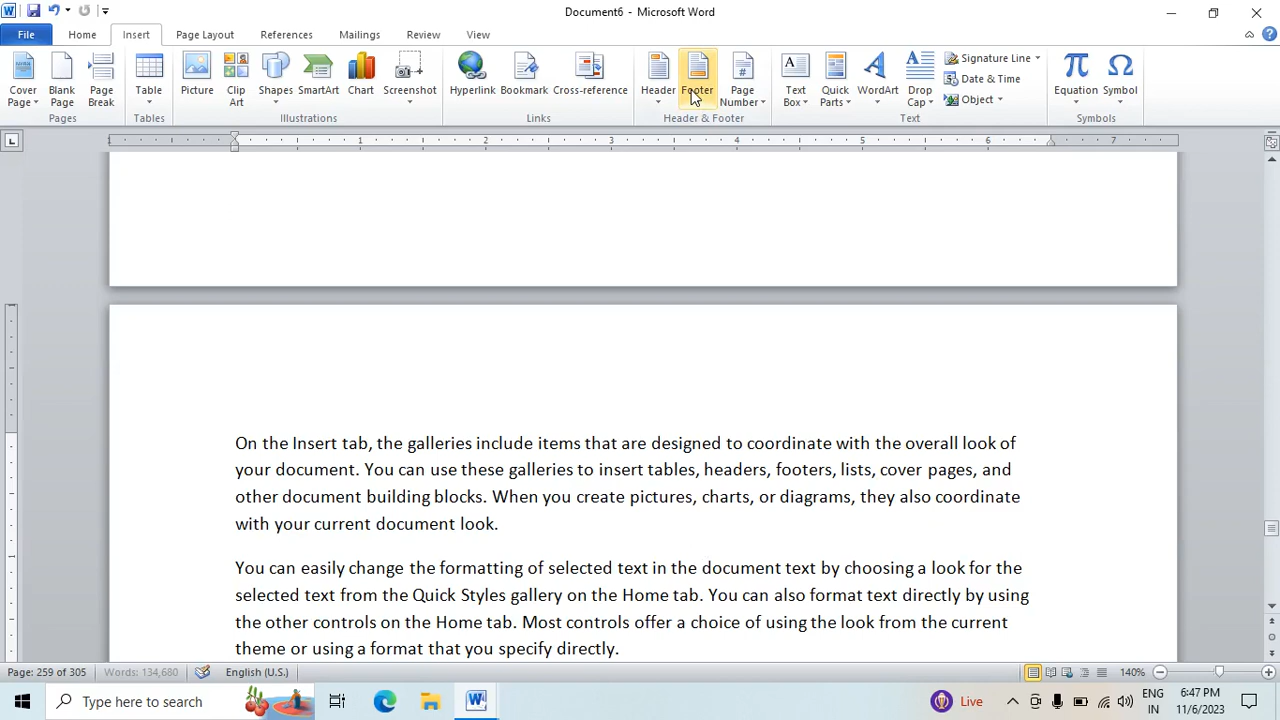 Document6 - Microsoft Word
File Home Insert Page Layout References Mailings Review View
Cover Page Blank Page Page Break Table Picture Clip Art Shapes SmartArt Chart Screenshot Hyperlink Bookmark Cross-reference Header Footer Page Number Text Box Quick Parts WordArt Drop Cap Signature Line Date & Time Object Equation Symbol
Pages Tables Illustrations Links Header & Footer Text Symbols
1 1 2 3 4 5 6 7
On the Insert tab, the galleries include items that are designed to coordinate with the overall look of
your document. You can use these galleries to insert tables, headers, footers, lists, cover pages, and
other document building blocks. When you create pictures, charts, or diagrams, they also coordinate
with your current document look.
You can easily change the formatting of selected text in the document text by choosing a look for the
selected text from the Quick Styles gallery on the Home tab. You can also format text directly by using
the other controls on the Home tab. Most controls offer a choice of using the look from the current
theme or using a format that you specify directly.
Page: 259 of 305 Words: 134,680 English (U.S.) 140%
Type here to search Live ENG IN 6:47 PM 11/6/2023